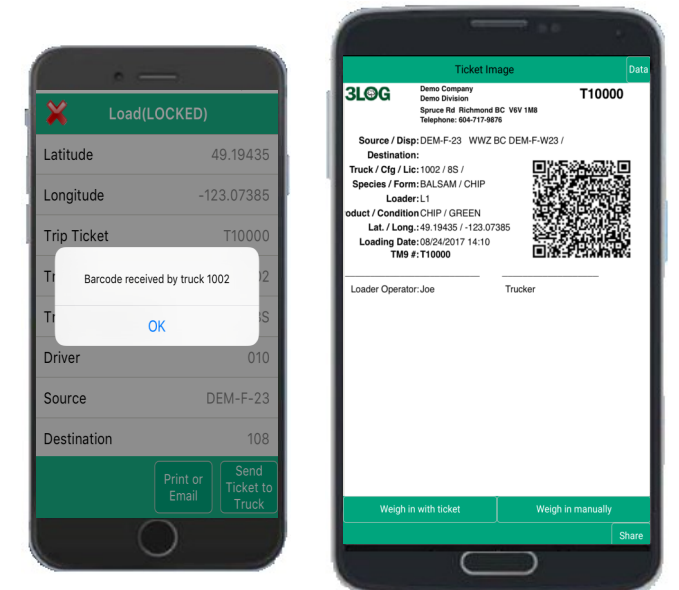 Load(LOCKED)
Latitude 49.19435
Longitude -123.07385
Trip Ticket T10000
Tr 02
Barcode received by truck 1002
Tr 8S
OK
Driver 010
Source DEM-F-23
Destination 108
Print or
Email
Send
Ticket to
Truck
Ticket Image
Data
3LOG
Demo Company
Demo Division
Spruce Rd Richmond BC V6V 1M8
Telephone: 604-717-9876
T10000
Source / Disp: DEM-F-23 WWZ BC DEM-F-W23 /
Destination:
Truck / Cfg / Lic: 1002 / 8S /
Species / Form: BALSAM / CHIP
Loader: L1
oduct / Condition CHIP / GREEN
Lat. / Long.: 49.19435 / -123.07385
Loading Date: 08/24/2017 14:10
TM9 #: T10000
Loader Operator: Joe
Trucker
Weigh in with ticket
Weigh in manually
Share